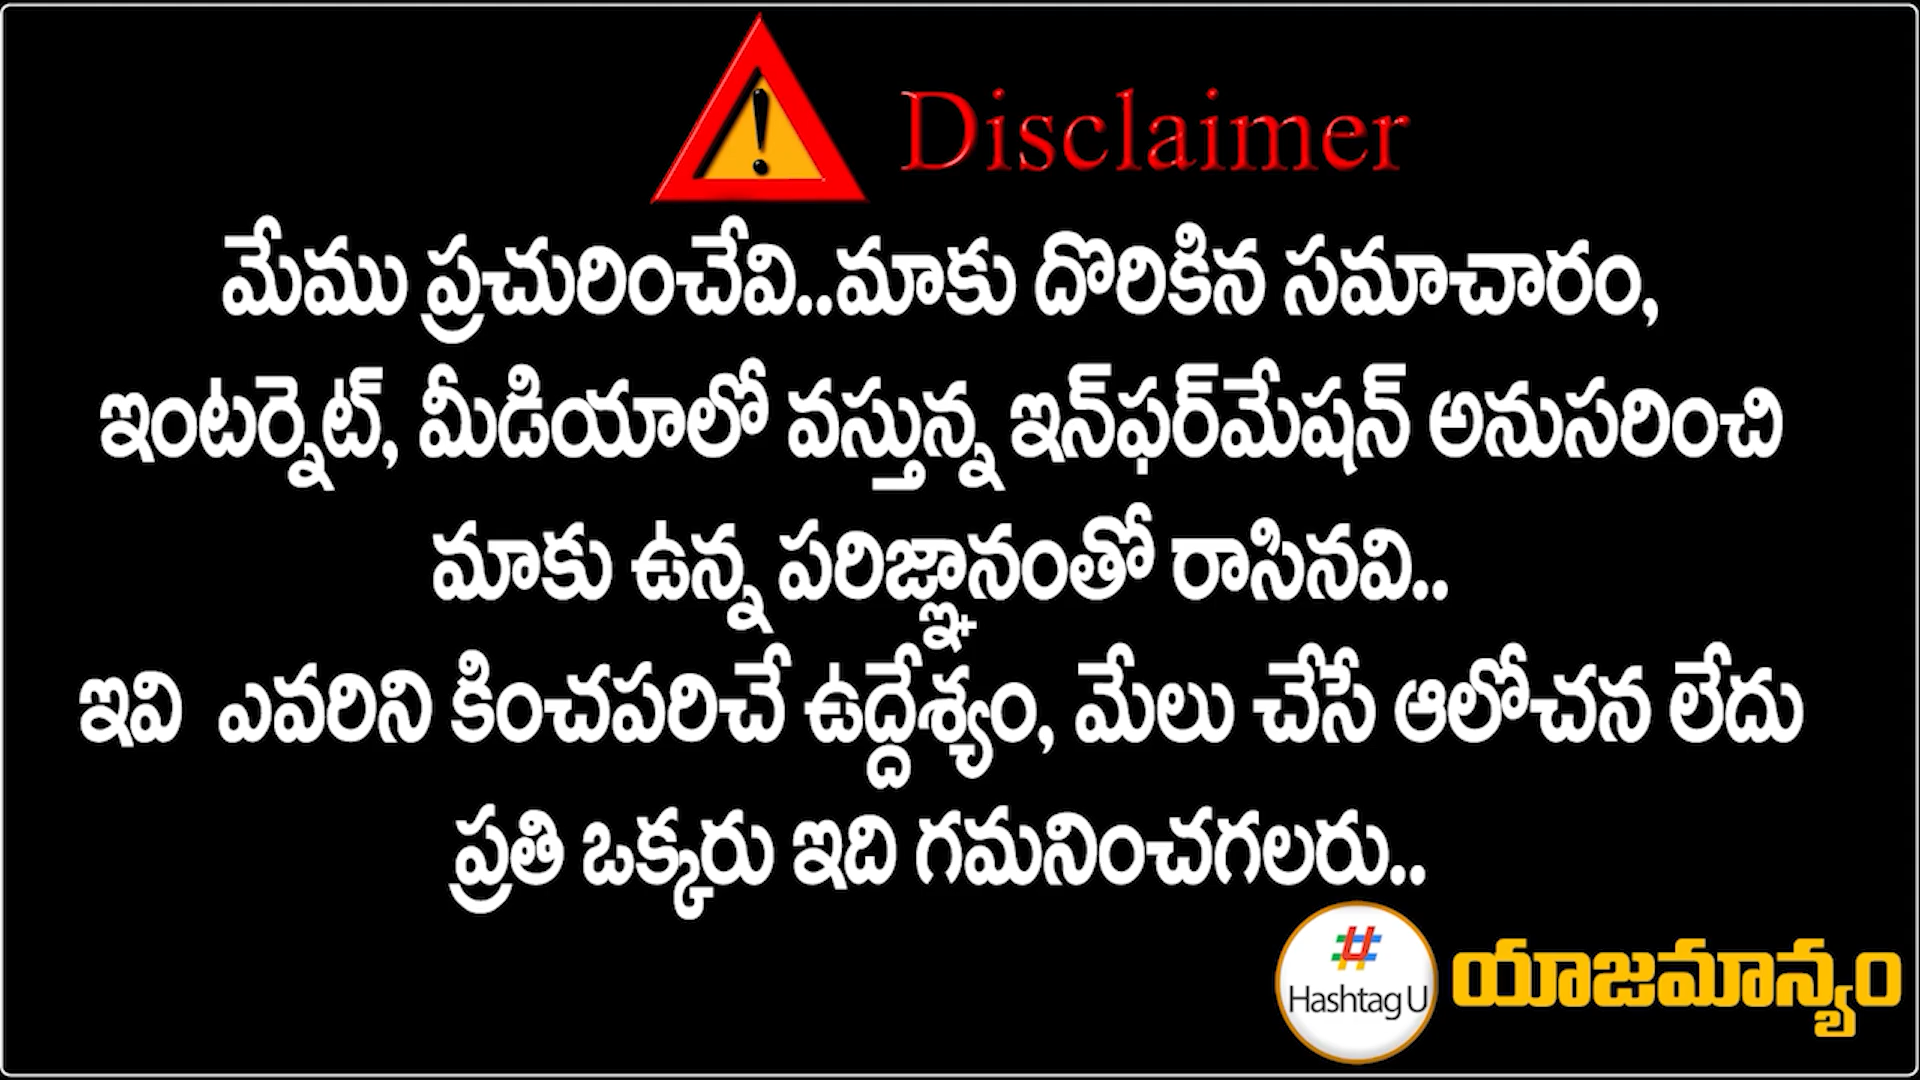 Disclaimer
మేము ప్రచురించేవి..మాకు దొరికిన సమాచారం,
ఇంటర్నెట్, మీడియాలో వస్తున్న ఇన్‌ఫర్‌మేషన్ అనుసరించి
మాకు ఉన్న పరిజ్ఞానంతో రాసినవి..
ఇవి ఎవరిని కించపరిచే ఉద్దేశ్యం, మేలు చేసే ఆలోచన లేదు
ప్రతి ఒక్కరు ఇది గమనించగలరు..
Hashtag U
యాజమాన్యం